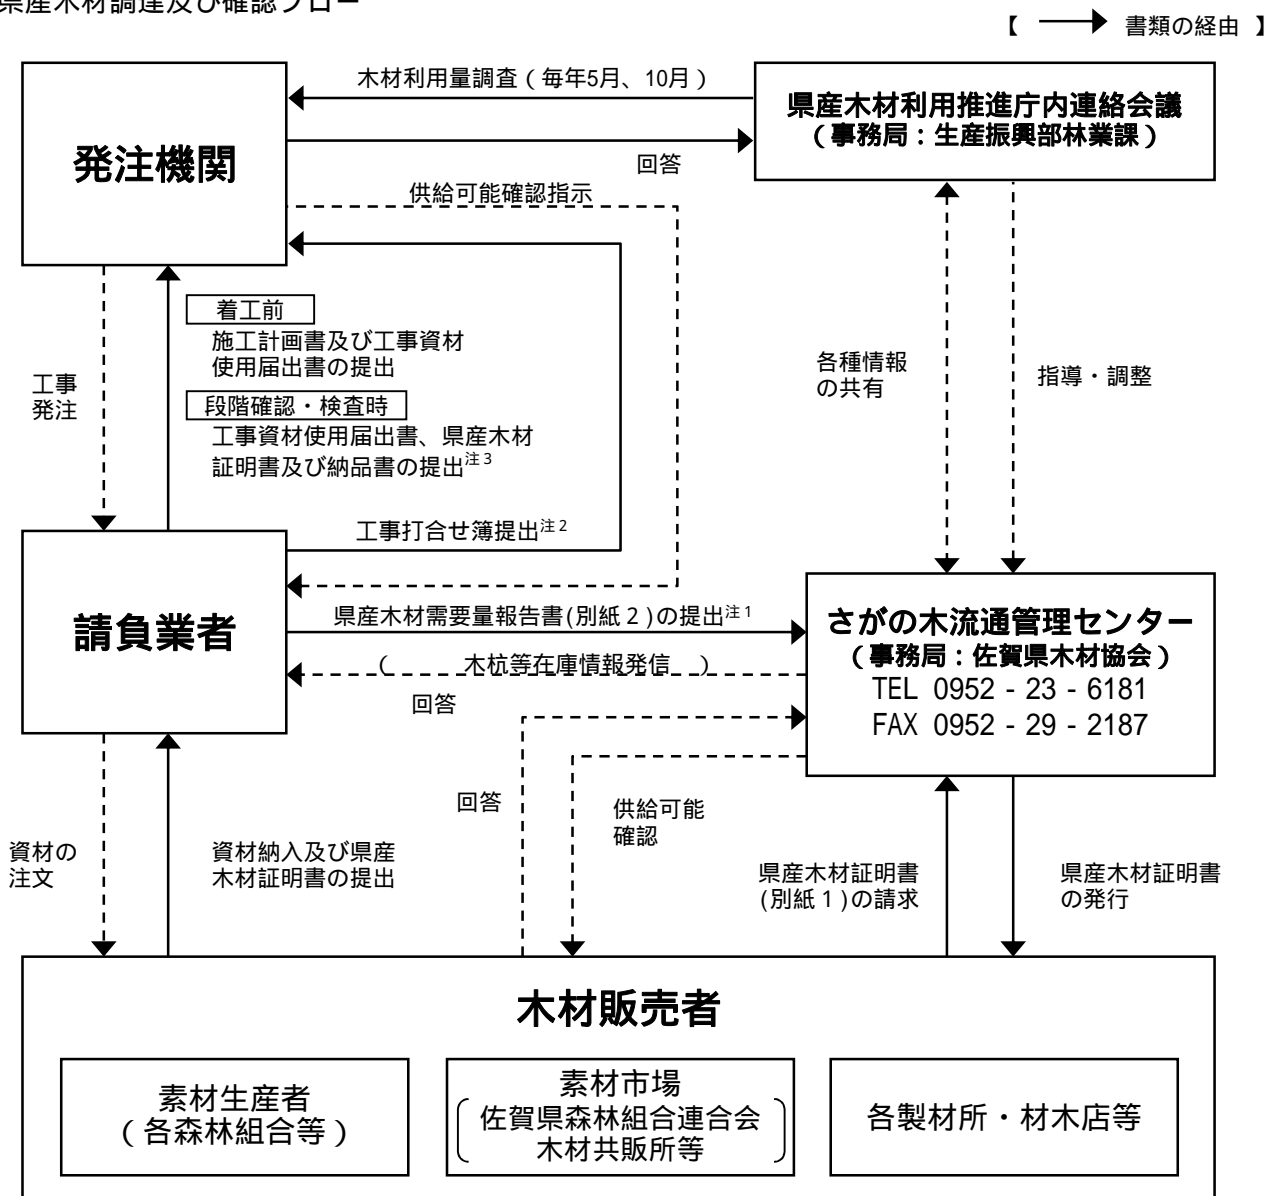 県産木材調達及び確認フロー
【 → 書類の経由 】
木材利用量調査（毎年5月、10月）
県産木材利用推進庁内連絡会議
（事務局：生産振興部林業課）
発注機関
回答
供給可能確認指示
着工前
施工計画書及び工事資材
使用届出書の提出
各種情報
の共有
指導・調整
工事
発注
段階確認・検査時
工事資材使用届出書、県産木材
証明書及び納品書の提出注３
工事打合せ簿提出注２
請負業者
県産木材需要量報告書(別紙２)の提出注１
（ 木杭等在庫情報発信 ）
回答
さがの木流通管理センター
（事務局：佐賀県木材協会）
TEL 0952 - 23 - 6181
FAX 0952 - 29 - 2187
回答
供給可能
確認
資材の
注文
資材納入及び県産
木材証明書の提出
県産木材証明書
(別紙１)の請求
県産木材証明書
の発行
木材販売者
素材生産者
（各森林組合等）
素材市場
佐賀県森林組合連合会
木材共販所等
各製材所・材木店等